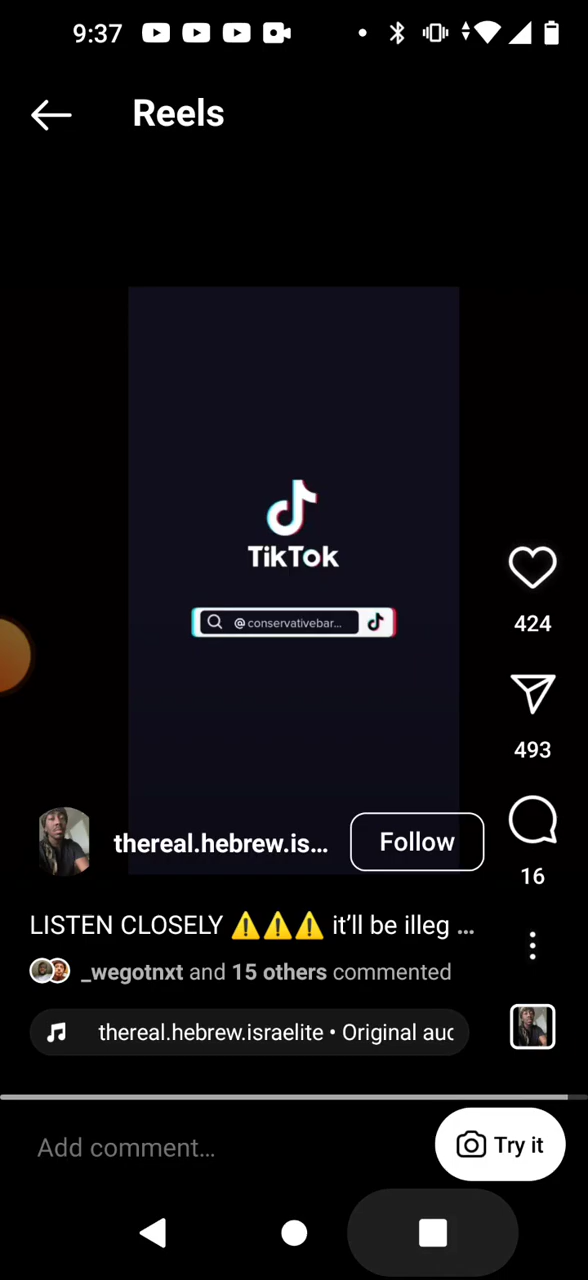 9:37
Reels
TikTok
@conservativebar...
424
493
thereal.hebrew.is...
Follow
16
LISTEN CLOSELY ⚠️⚠️⚠️ it'll be illeg ...
_wegotnxt and 15 others commented
thereal.hebrew.israelite • Original aud
Add comment...
Try it